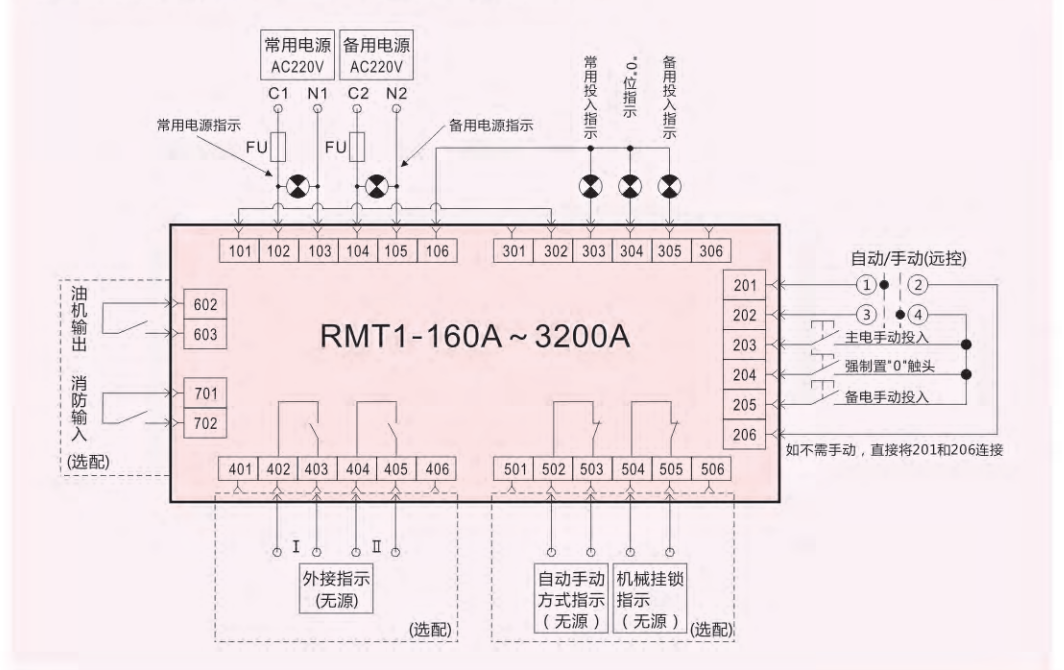 常用电源
AC220V
备用电源
AC220V
C1 N1 C2 N2
常用电源指示
备用电源指示
FU
FU
常用投入指示
"0"位指示
备用投入指示
101 102 103 104 105 106
301 302 303 304 305 306
自动/手动(远控)
201
202
203
204
205
206
① ②
③ ④
主电手动投入
强制置"0"触头
备电手动投入
如不需手动，直接将201和206连接
油机输出
602
603
消防输入
701
702
(选配)
RMT1-160A～3200A
401 402 403 404 405 406
501 502 503 504 505 506
Ⅰ Ⅱ
外接指示
(无源)
(选配)
自动手动
方式指示
（无源）
机械挂锁
指示
（无源）
(选配)